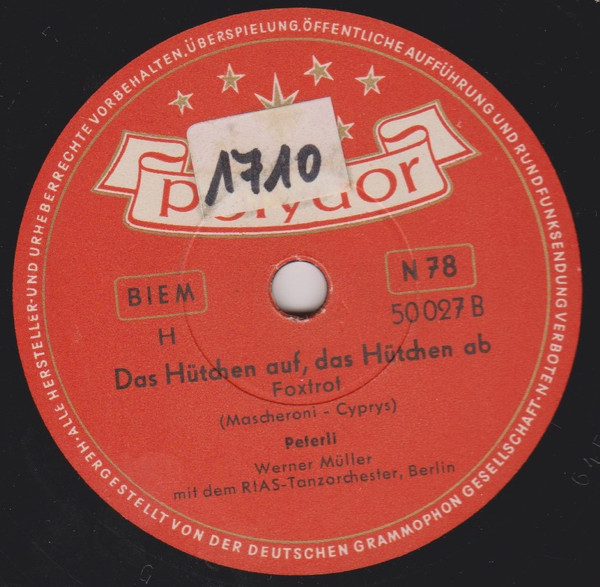 ·ALLE HERSTELLER-UND URHEBERRECHTE VORBEHALTEN.ÜBERSPIELUNG,ÖFFENTLICHE AUFFÜHRUNG UND RUNDFUNKSENDUNG VERBOTEN.
1710
polydor
BIEM
N 78
H
50 027 B
Das Hütchen auf, das Hütchen ab
Foxtrot
(Mascheroni - Cyprys)
Peterli
Werner Müller
mit dem RIAS-Tanzorchester, Berlin
·HERGESTELLT VON DER DEUTSCHEN GRAMMOPHON GESELLSCHAFT·